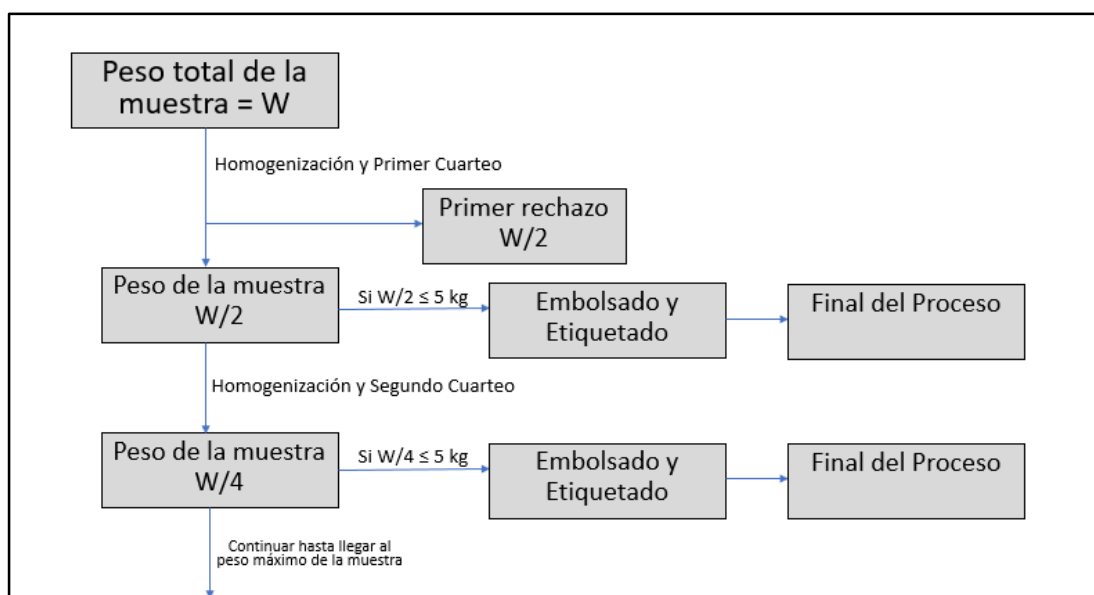 Peso total de la
muestra = W
Homogenización y Primer Cuarteo
Primer rechazo
W/2
Peso de la muestra
W/2
Si W/2 ≤ 5 kg
Embolsado y
Etiquetado
Final del Proceso
Homogenización y Segundo Cuarteo
Peso de la muestra
W/4
Si W/4 ≤ 5 kg
Embolsado y
Etiquetado
Final del Proceso
Continuar hasta llegar al
peso máximo de la muestra